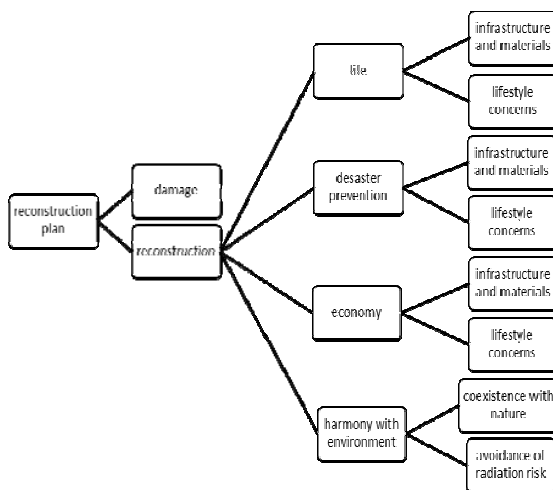 infrastructure
and materials
life
lifestyle
concerns
infrastructure
and materials
damage
desaster
prevention
reconstruction
plan
lifestyle
concerns
reconstruction
infrastructure
and materials
economy
lifestyle
concerns
coexistence with
nature
harmony with
environment
avoidance of
radiation risk